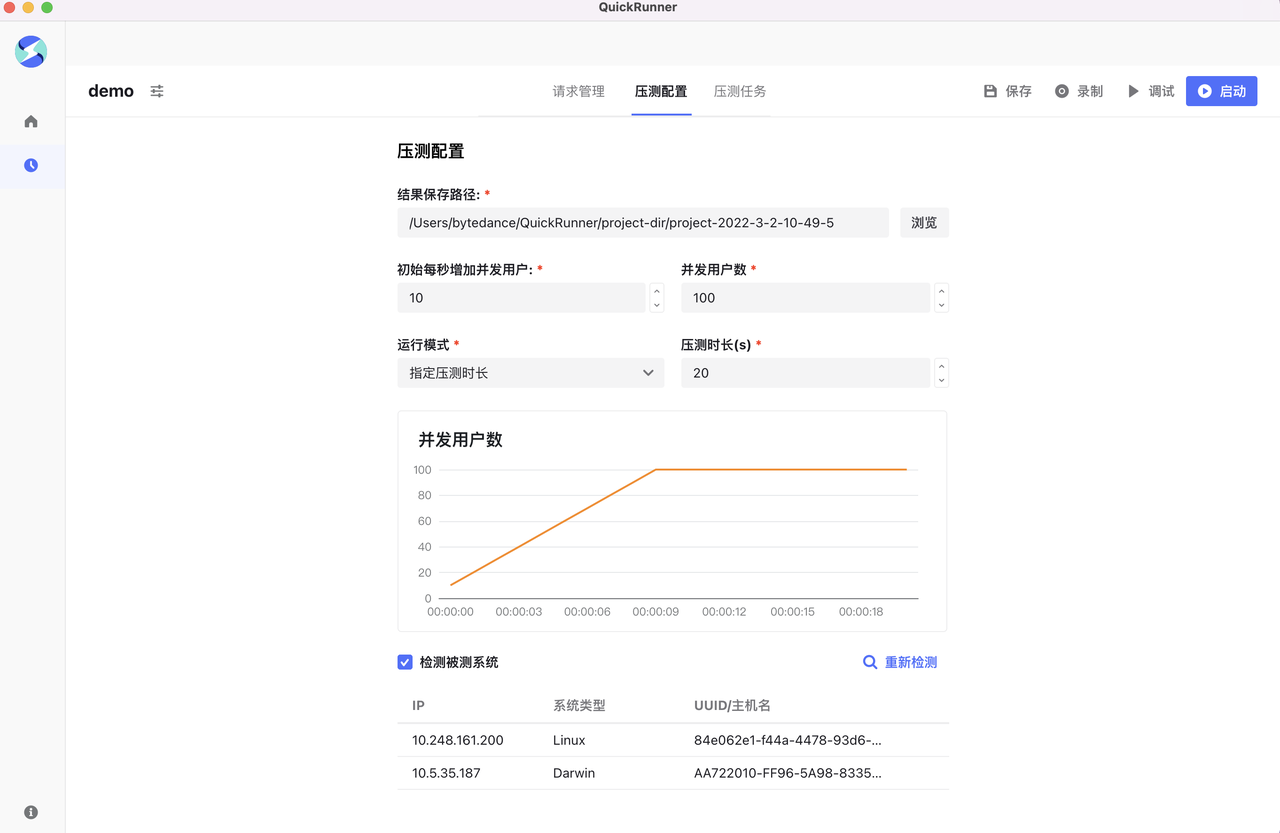 QuickRunner
demo
请求管理 压测配置 压测任务
保存 录制 调试 启动
压测配置
结果保存路径: *
/Users/bytedance/QuickRunner/project-dir/project-2022-3-2-10-49-5 浏览
初始每秒增加并发用户: * 并发用户数 *
10 100
运行模式 * 压测时长(s) *
指定压测时长 20
并发用户数
100
80
60
40
20
0
00:00:00 00:00:03 00:00:06 00:00:09 00:00:12 00:00:15 00:00:18
检测被测系统 重新检测
IP 系统类型 UUID/主机名
10.248.161.200 Linux 84e062e1-f44a-4478-93d6-...
10.5.35.187 Darwin AA722010-FF96-5A98-8335...